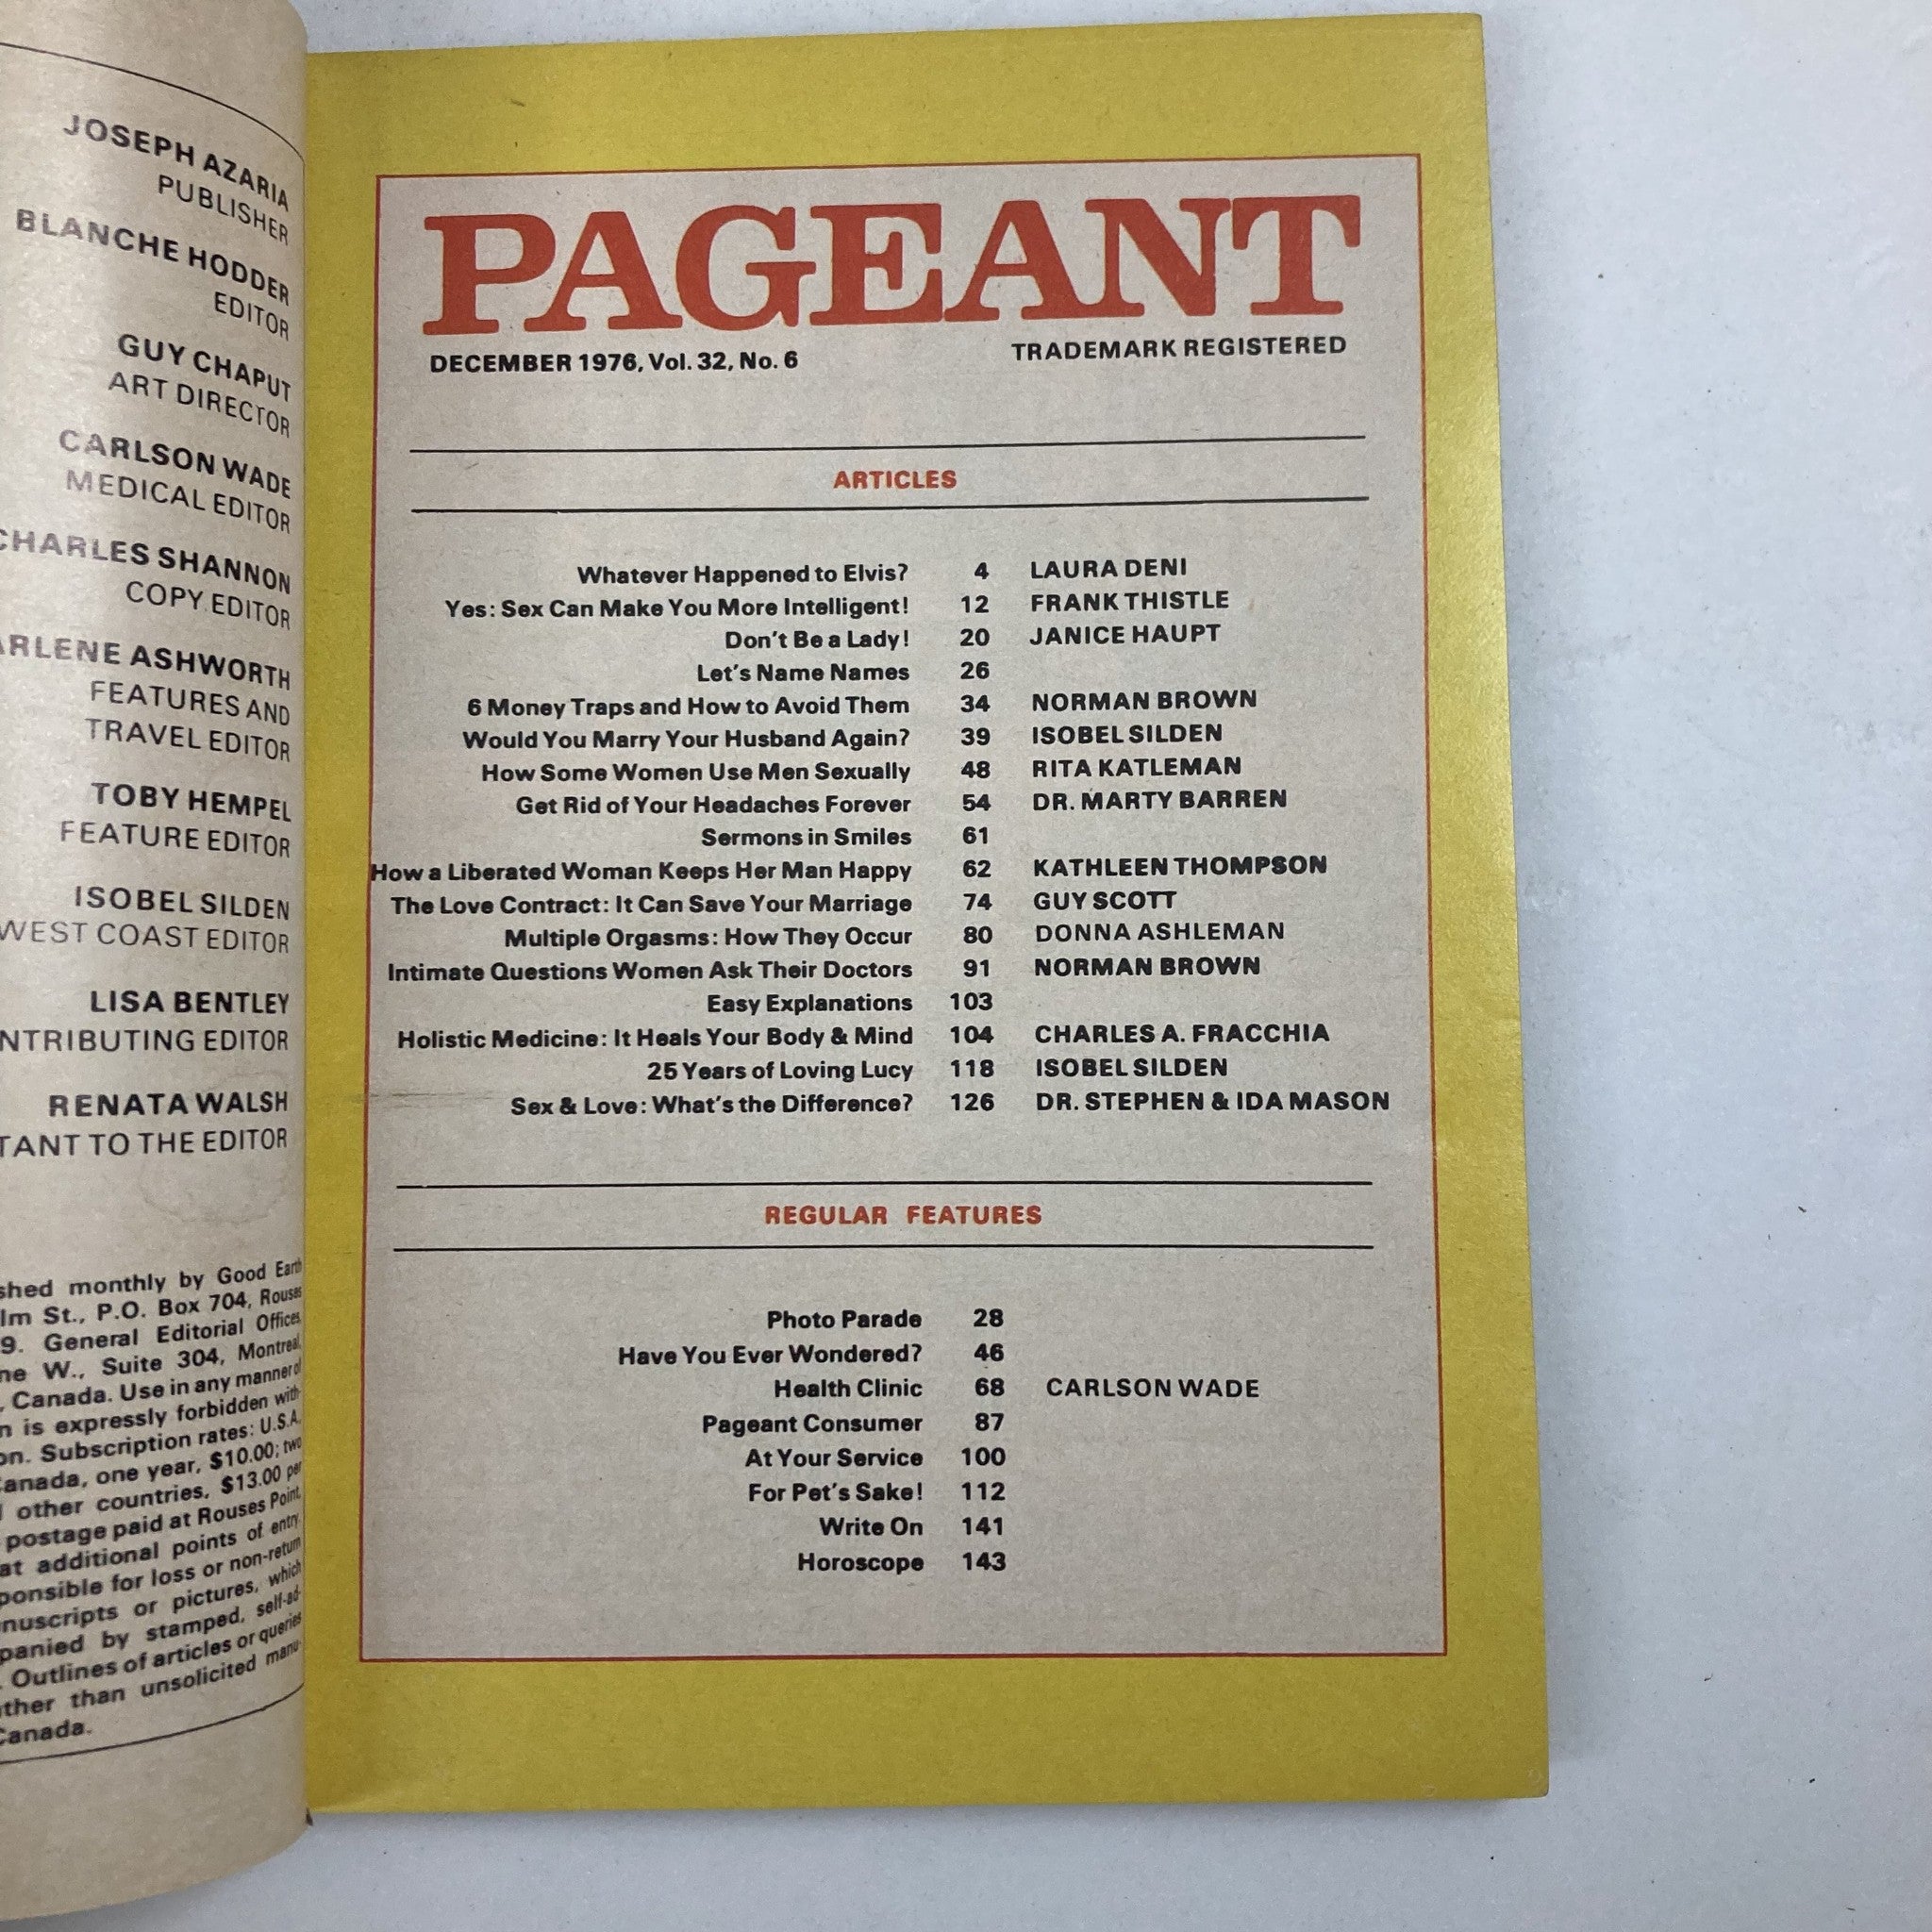 JOSEPH AZARIA
PUBLISHER
BLANCHE HODDER
EDITOR
GUY CHAPUT
ART DIRECTOR
CARLSON WADE
MEDICAL EDITOR
CHARLES SHANNON
COPY EDITOR
ARLENE ASHWORTH
FEATURES AND
TRAVEL EDITOR
TOBY HEMPEL
FEATURE EDITOR
ISOBEL SILDEN
WEST COAST EDITOR
LISA BENTLEY
NTRIBUTING EDITOR
RENATA WALSH
TANT TO THE EDITOR
shed monthly by Good Earth
lm St., P.O. Box 704, Rouses
9. General Editorial Offices,
ne W., Suite 304, Montreal,
, Canada. Use in any manner of
n is expressly forbidden with-
on. Subscription rates: U.S.A.
Canada, one year, $10.00; two
other countries, $13.00 per
postage paid at Rouses Point,
at additional points of entry.
ponsible for loss or non-return
nuscripts or pictures, which
panied by stamped, self-ad-
. Outlines of articles or queries
ather than unsolicited manu-
Canada.
PAGEANT
DECEMBER 1976, Vol. 32, No. 6 TRADEMARK REGISTERED
ARTICLES
Whatever Happened to Elvis? 4 LAURA DENI
Yes: Sex Can Make You More Intelligent! 12 FRANK THISTLE
Don't Be a Lady! 20 JANICE HAUPT
Let's Name Names 26
6 Money Traps and How to Avoid Them 34 NORMAN BROWN
Would You Marry Your Husband Again? 39 ISOBEL SILDEN
How Some Women Use Men Sexually 48 RITA KATLEMAN
Get Rid of Your Headaches Forever 54 DR. MARTY BARREN
Sermons in Smiles 61
How a Liberated Woman Keeps Her Man Happy 62 KATHLEEN THOMPSON
The Love Contract: It Can Save Your Marriage 74 GUY SCOTT
Multiple Orgasms: How They Occur 80 DONNA ASHLEMAN
Intimate Questions Women Ask Their Doctors 91 NORMAN BROWN
Easy Explanations 103
Holistic Medicine: It Heals Your Body & Mind 104 CHARLES A. FRACCHIA
25 Years of Loving Lucy 118 ISOBEL SILDEN
Sex & Love: What's the Difference? 126 DR. STEPHEN & IDA MASON
REGULAR FEATURES
Photo Parade 28
Have You Ever Wondered? 46
Health Clinic 68 CARLSON WADE
Pageant Consumer 87
At Your Service 100
For Pet's Sake! 112
Write On 141
Horoscope 143